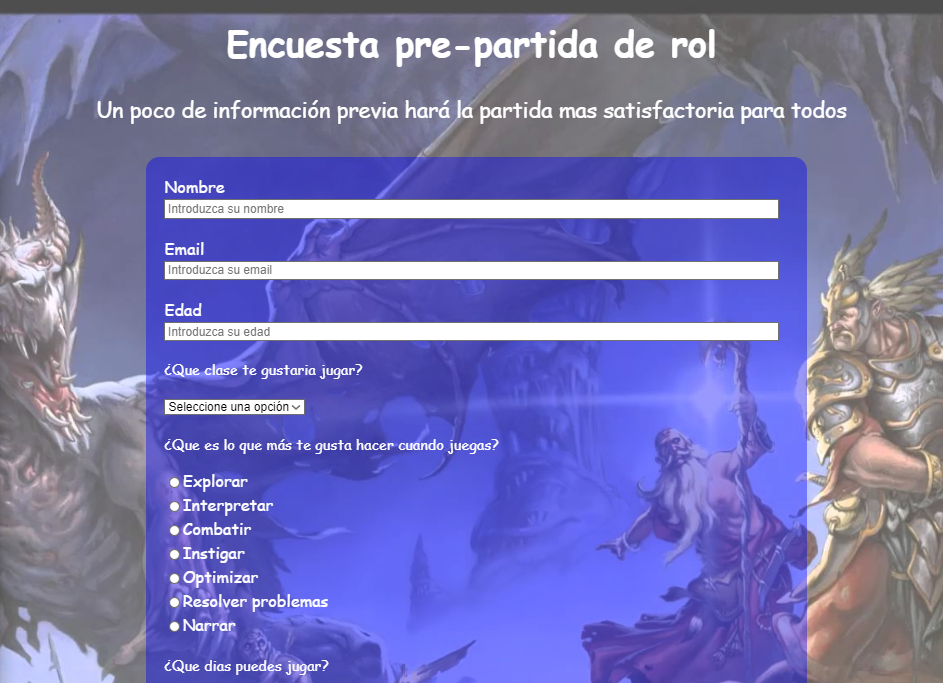 Encuesta pre-partida de rol
Un poco de información previa hará la partida mas satisfactoria para todos
Nombre
Introduzca su nombre
Email
Introduzca su email
Edad
Introduzca su edad
¿Que clase te gustaria jugar?
Seleccione una opción
¿Que es lo que más te gusta hacer cuando juegas?
Explorar
Interpretar
Combatir
Instigar
Optimizar
Resolver problemas
Narrar
¿Que dias puedes jugar?